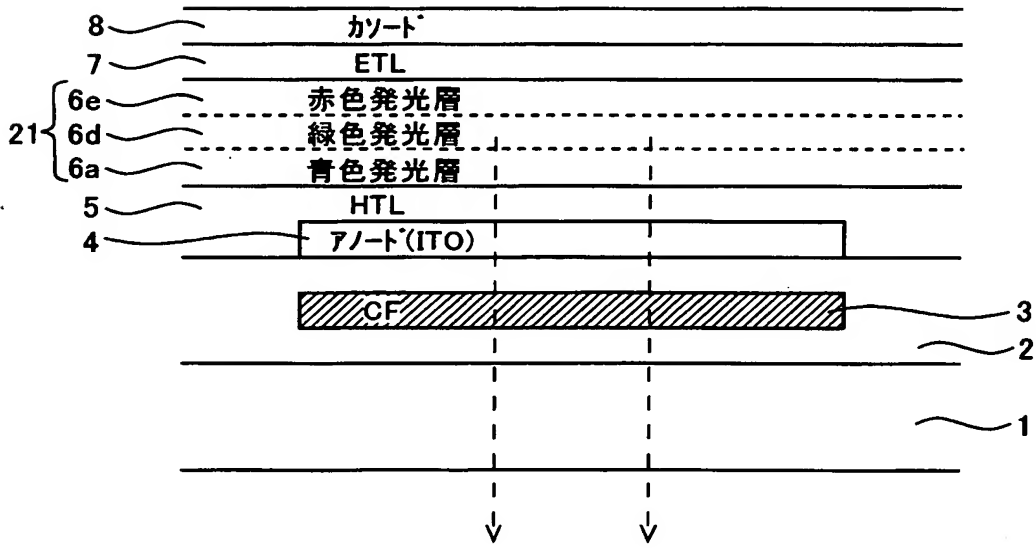 8 カソード
7 ETL
6e 赤色発光層
21 6d 緑色発光層
6a 青色発光層
5 HTL
4 アノード(ITO)
CF 3
2
1